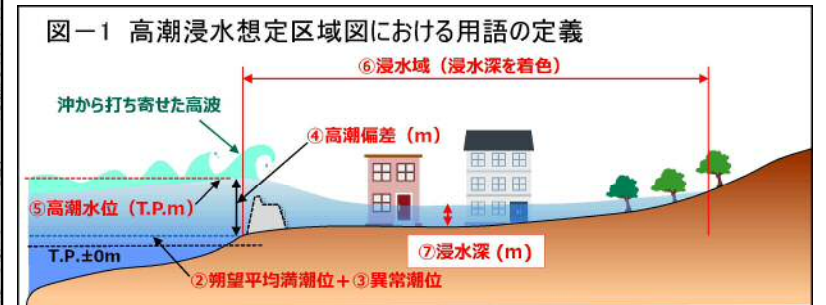 図－1 高潮浸水想定区域図における用語の定義
⑥浸水域（浸水深を着色）
沖から打ち寄せた高波
④高潮偏差（m）
⑤高潮水位（T.P.m）
⑦浸水深 (m)
T.P.±0m
②朔望平均満潮位＋③異常潮位